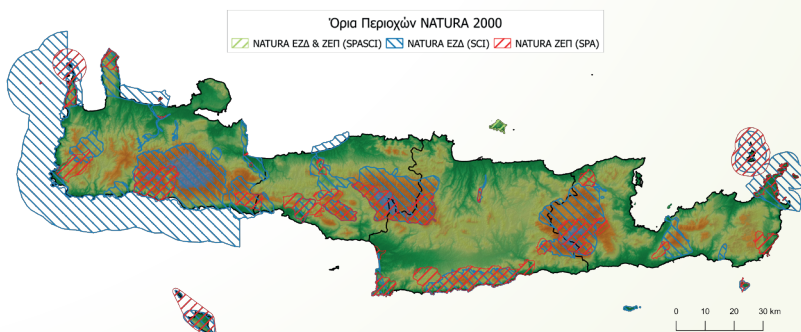 Όρια Περιοχών NATURA 2000
NATURA ΕΖΔ & ΖΕΠ (SPASCI) NATURA ΕΖΔ (SCI) NATURA ΖΕΠ (SPA)
0 10 20 30 km